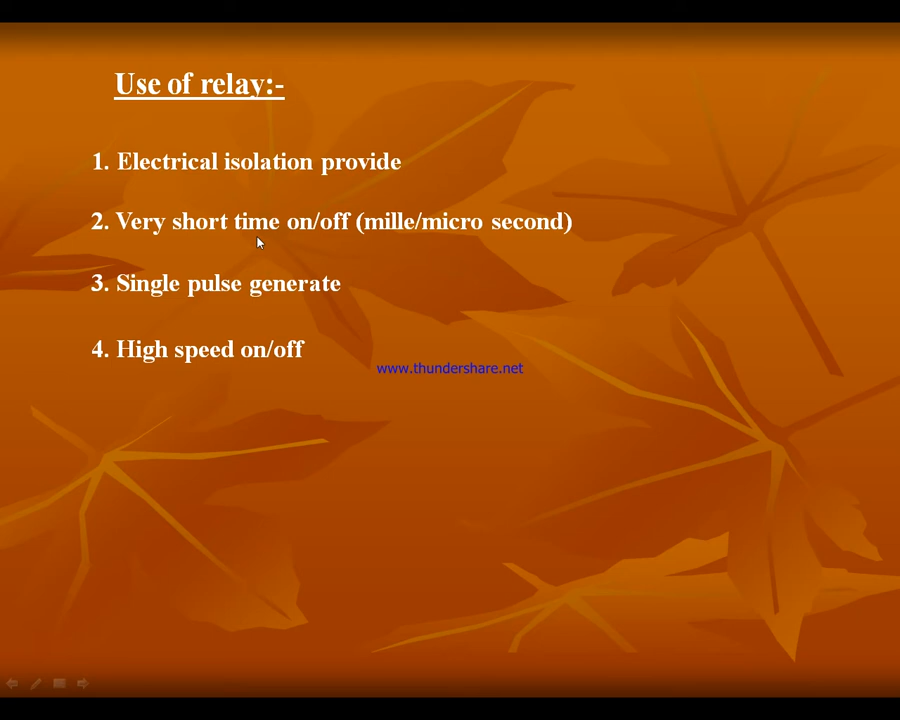 Use of relay:-
1. Electrical isolation provide
2. Very short time on/off (mille/micro second)
3. Single pulse generate
4. High speed on/off
www.thundershare.net